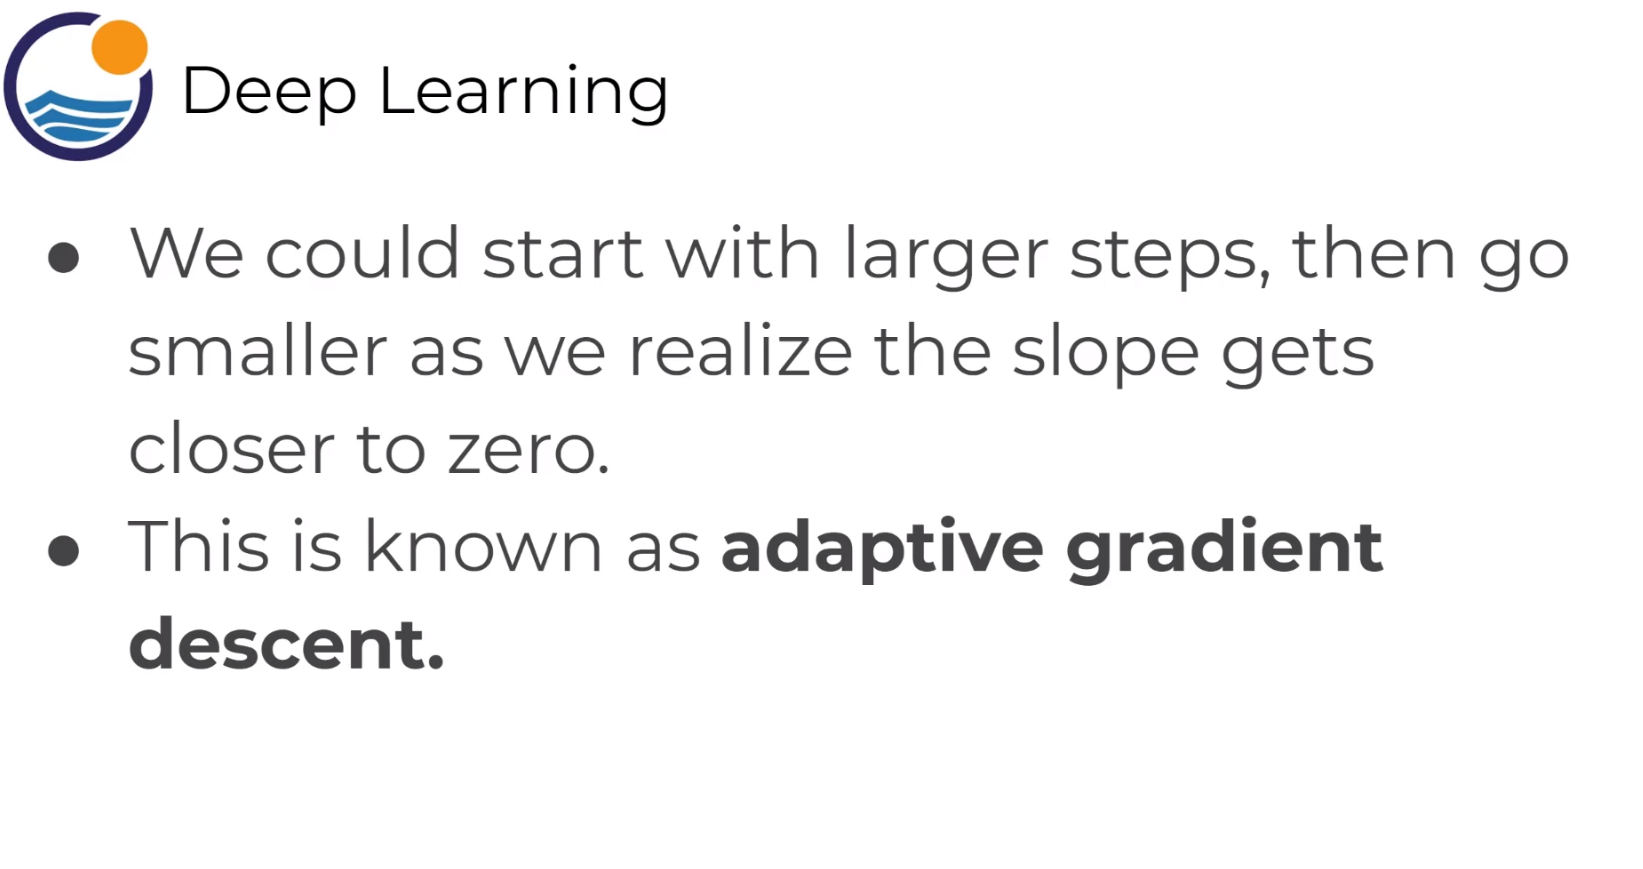 Deep Learning
● We could start with larger steps, then go
smaller as we realize the slope gets
closer to zero.
● This is known as adaptive gradient
descent.